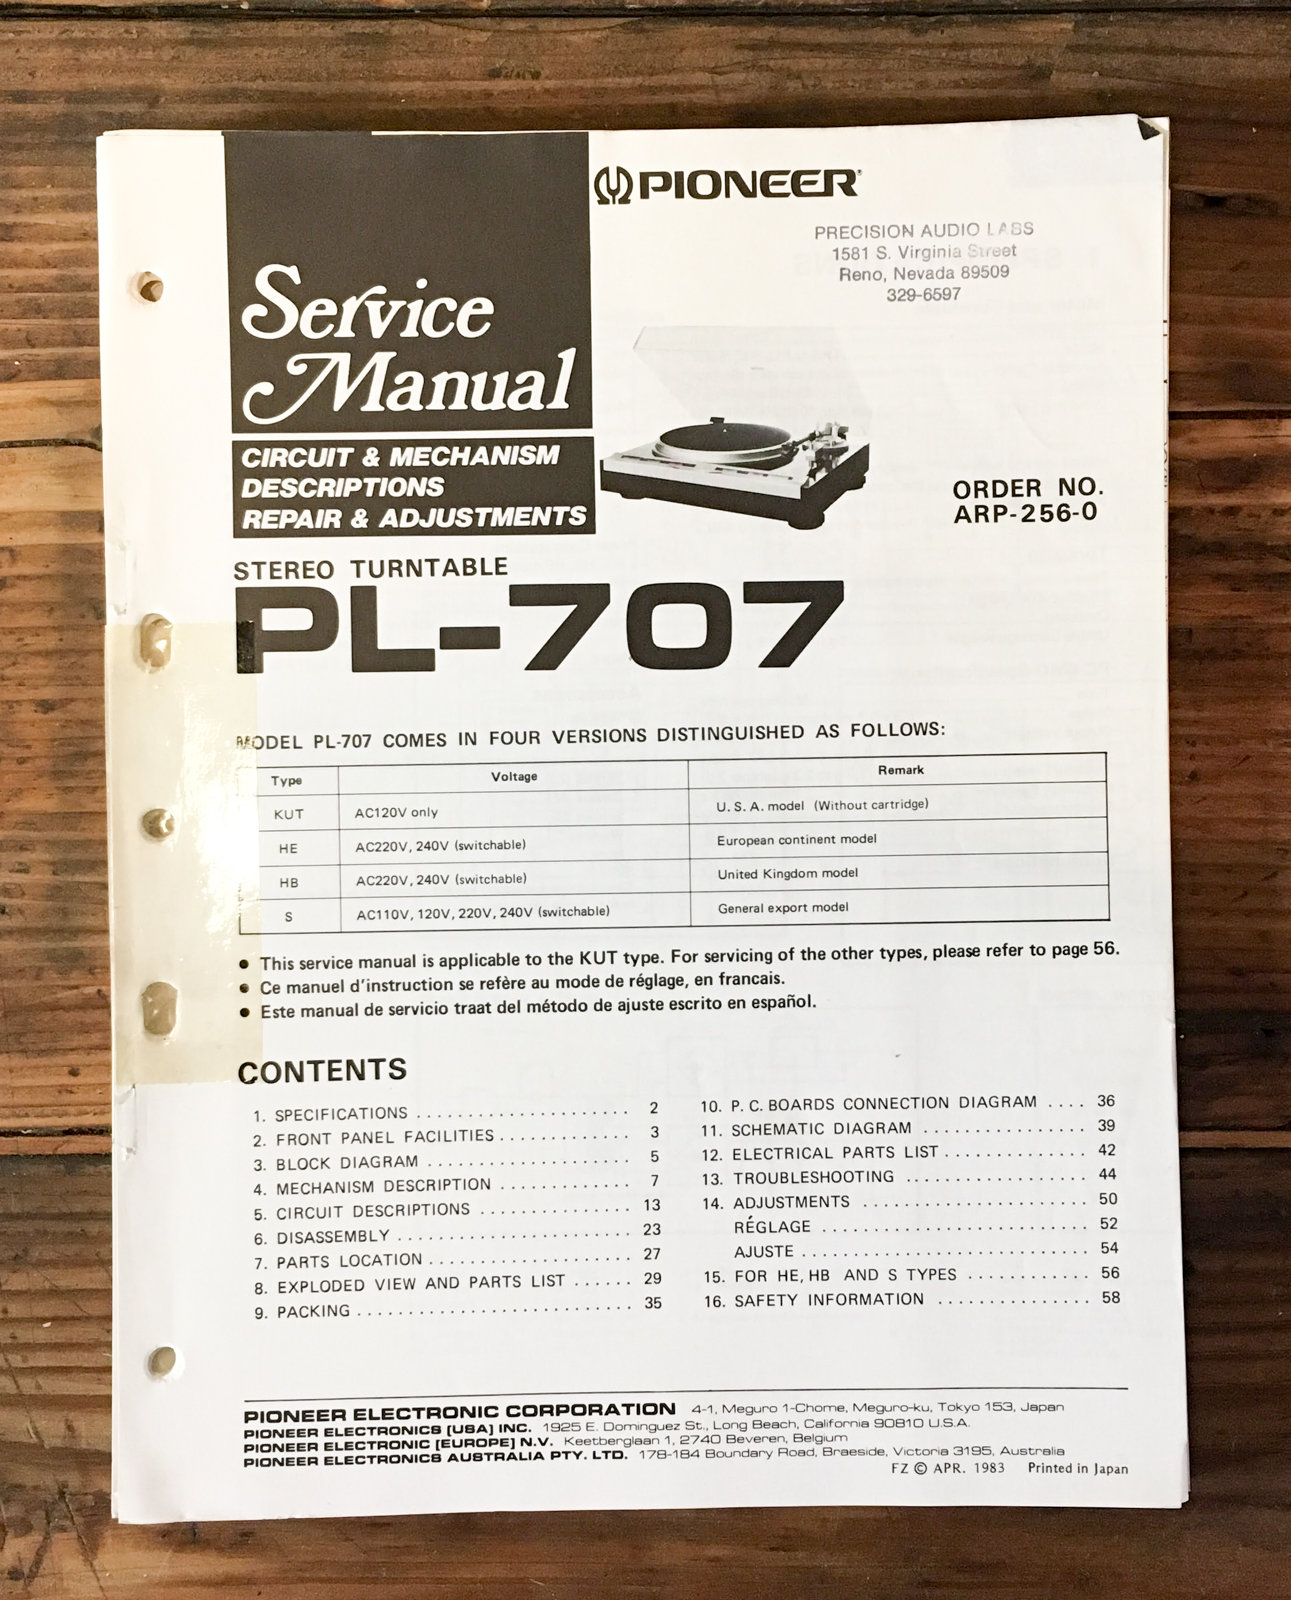 PIONEER
PRECISION AUDIO LABS
1581 S. Virginia Street
Reno, Nevada 89509
329-6597
Service
Manual
CIRCUIT & MECHANISM
DESCRIPTIONS
REPAIR & ADJUSTMENTS
ORDER NO.
ARP-256-0
STEREO TURNTABLE
PL-707
MODEL PL-707 COMES IN FOUR VERSIONS DISTINGUISHED AS FOLLOWS:
Type Voltage Remark
KUT AC120V only U. S. A. model (Without cartridge)
HE AC220V, 240V (switchable) European continent model
HB AC220V, 240V (switchable) United Kingdom model
S AC110V, 120V, 220V, 240V (switchable) General export model
● This service manual is applicable to the KUT type. For servicing of the other types, please refer to page 56.
● Ce manuel d'instruction se refère au mode de réglage, en francais.
● Este manual de servicio traat del método de ajuste escrito en español.
CONTENTS
1. SPECIFICATIONS ..................... 2
2. FRONT PANEL FACILITIES ............. 3
3. BLOCK DIAGRAM .................... 5
4. MECHANISM DESCRIPTION ............. 7
5. CIRCUIT DESCRIPTIONS ............... 13
6. DISASSEMBLY ....................... 23
7. PARTS LOCATION .................... 27
8. EXPLODED VIEW AND PARTS LIST ...... 29
9. PACKING ........................... 35
10. P. C. BOARDS CONNECTION DIAGRAM .... 36
11. SCHEMATIC DIAGRAM ................ 39
12. ELECTRICAL PARTS LIST .............. 42
13. TROUBLESHOOTING .................. 44
14. ADJUSTMENTS ...................... 50
RÉGLAGE .......................... 52
AJUSTE ............................ 54
15. FOR HE, HB AND S TYPES ............ 56
16. SAFETY INFORMATION ............... 58
PIONEER ELECTRONIC CORPORATION 4-1, Meguro 1-Chome, Meguro-ku, Tokyo 153, Japan
PIONEER ELECTRONICS [USA] INC. 1925 E. Dominguez St., Long Beach, California 90810 U.S.A.
PIONEER ELECTRONIC [EUROPE] N.V. Keetberglaan 1, 2740 Beveren, Belgium
PIONEER ELECTRONICS AUSTRALIA PTY. LTD. 178-184 Boundary Road, Braeside, Victoria 3195, Australia
FZ © APR. 1983 Printed in Japan